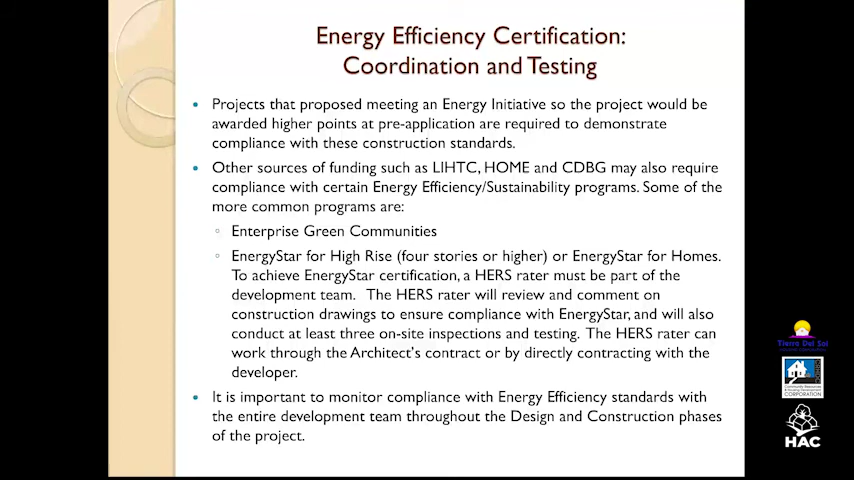 Energy Efficiency Certification:
Coordination and Testing
• Projects that proposed meeting an Energy Initiative so the project would be
awarded higher points at pre-application are required to demonstrate
compliance with these construction standards.
• Other sources of funding such as LIHTC, HOME and CDBG may also require
compliance with certain Energy Efficiency/Sustainability programs. Some of the
more common programs are:
◦ Enterprise Green Communities
◦ EnergyStar for High Rise (four stories or higher) or EnergyStar for Homes.
To achieve EnergyStar certification, a HERS rater must be part of the
development team. The HERS rater will review and comment on
construction drawings to ensure compliance with EnergyStar, and will also
conduct at least three on-site inspections and testing. The HERS rater can
work through the Architect's contract or by directly contracting with the
developer.
• It is important to monitor compliance with Energy Efficiency standards with
the entire development team throughout the Design and Construction phases
of the project.
Tierra Del Sol
CORPORATION
HAC